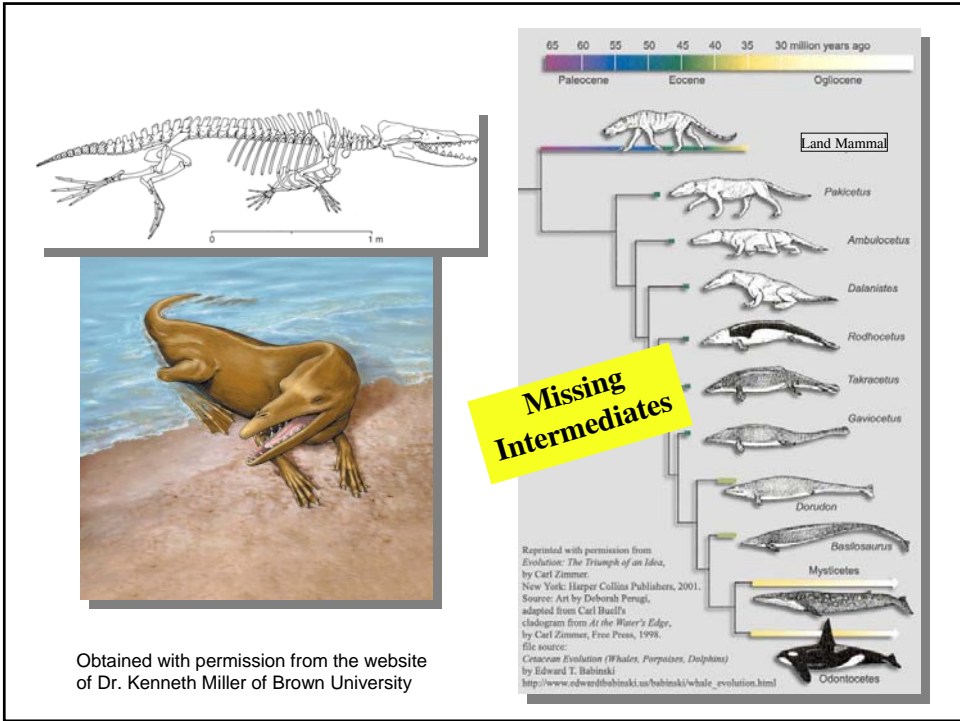 65 60 55 50 45 40 35 30 million years ago
Paleocene Eocene Ogliocene
Land Mammal
Pakicetus
Ambulocetus
Dalanistes
Rodhocetus
Takracetus
Gaviocetus
Dorudon
Basilosaurus
Mysticetes
Odontocetes
0 1 m
Missing
Intermediates
Reprinted with permission from
Evolution: The Triumph of an Idea,
by Carl Zimmer.
New York: Harper Collins Publishers, 2001.
Source: Art by Deborah Perugi,
adapted from Carl Buell's
cladogram from At the Water's Edge,
by Carl Zimmer, Free Press, 1998.
file source:
Cetacean Evolution (Whales, Porpoises, Dolphins)
by Edward T. Babinski
http://www.edwardtbabinski.us/babinski/whale_evolution.html
Obtained with permission from the website
of Dr. Kenneth Miller of Brown University